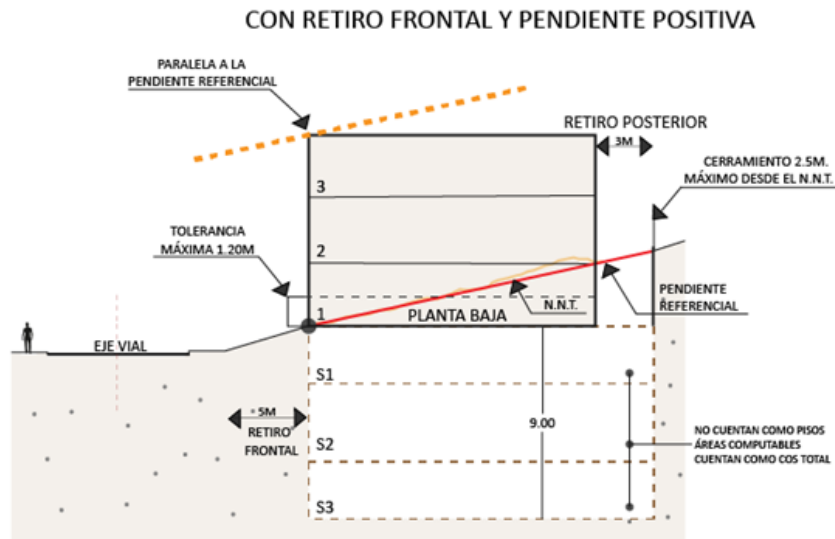 CON RETIRO FRONTAL Y PENDIENTE POSITIVA
PARALELA A LA
PENDIENTE REFERENCIAL
RETIRO POSTERIOR
3M
CERRAMIENTO 2.5M.
MÁXIMO DESDE EL N.N.T.
3
TOLERANCIA
MÁXIMA 1.20M
2
N.N.T.
PENDIENTE
REFERENCIAL
1
PLANTA BAJA
EJE VIAL
S1
5M
RETIRO
FRONTAL
9.00
S2
NO CUENTAN COMO PISOS
ÁREAS COMPUTABLES
CUENTAN COMO COS TOTAL
S3